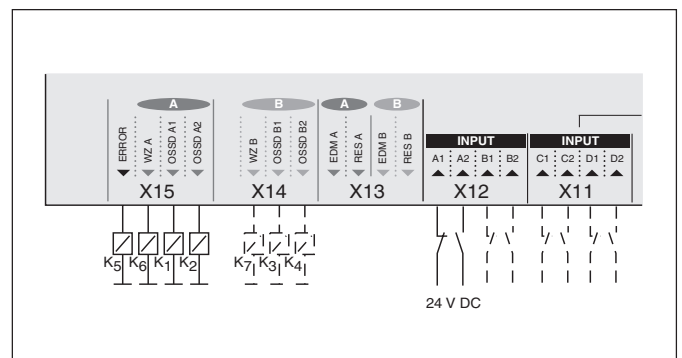 A B A B
ERROR WZ A OSSD A1 OSSD A2 WZ B OSSD B1 OSSD B2 EDM A RES A EDM B RES B
INPUT INPUT
A1 A2 B1 B2 C1 C2 D1 D2
X15 X14 X13 X12 X11
K5 K6 K1 K2 K7 K3 K4
24 V DC